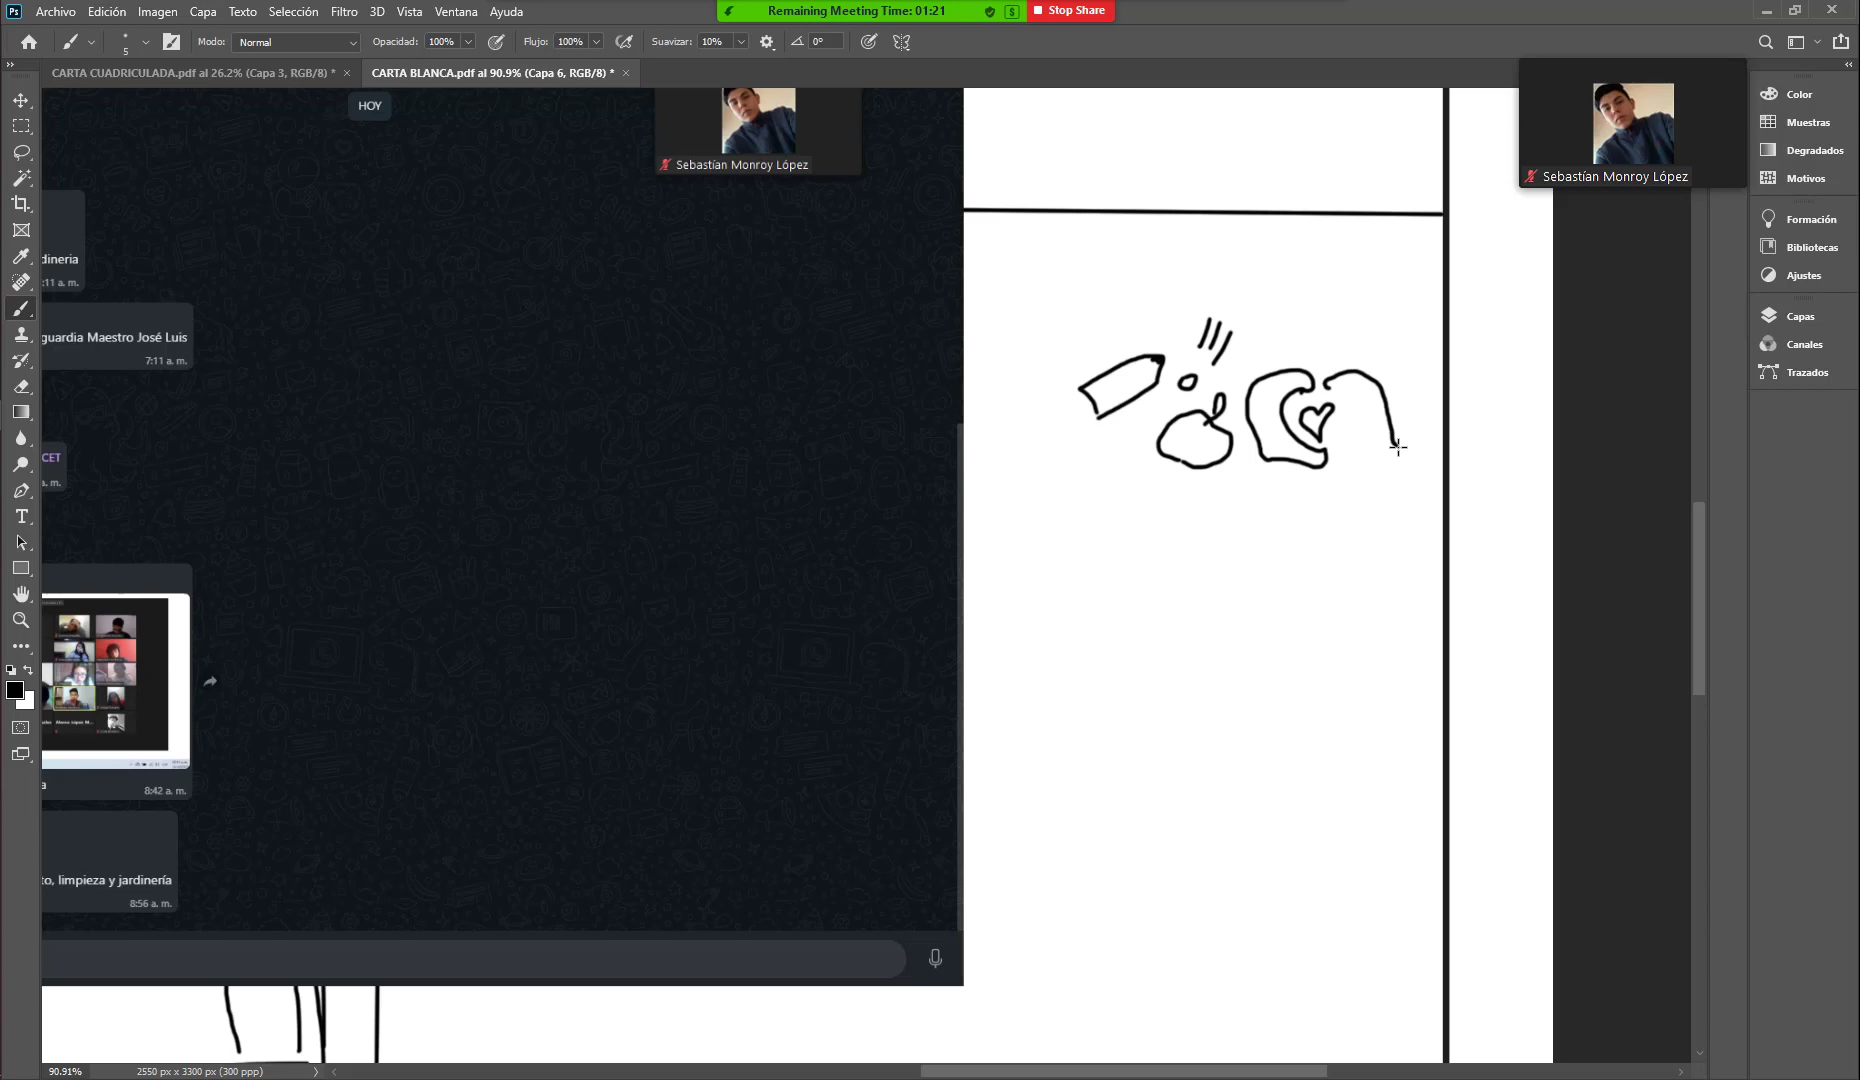 Ps Archivo Edición Imagen Capa Texto Selección Filtro 3D Vista Ventana Ayuda
Remaining Meeting Time: 01:21 Stop Share
5 Modo: Normal Opacidad: 100% Flujo: 100% Suavizar: 10% 0°
CARTA CUADRICULADA.pdf al 26.2% (Capa 3, RGB/8) * × CARTA BLANCA.pdf al 90.9% (Capa 6, RGB/8) * ×
HOY
Sebastían Monroy López
Sebastían Monroy López
Color
Muestras
Degradados
Motivos
Formación
Bibliotecas
Ajustes
Capas
Canales
Trazados
dineria
:11 a. m.
guardia Maestro José Luis
7:11 a. m.
CET
a. m.
a
8:42 a. m.
to, limpieza y jardinería
8:56 a. m.
90.91% 2550 px x 3300 px (300 ppp)